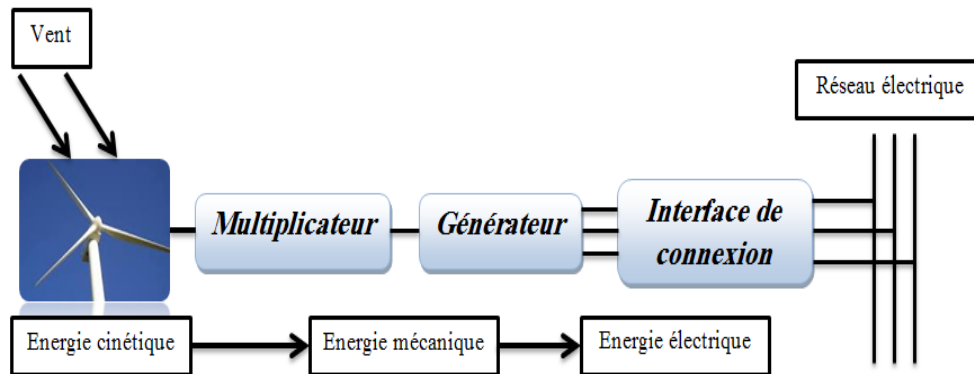 Vent
Réseau électrique
Multiplicateur
Générateur
Interface de
connexion
Energie cinétique
Energie mécanique
Energie électrique